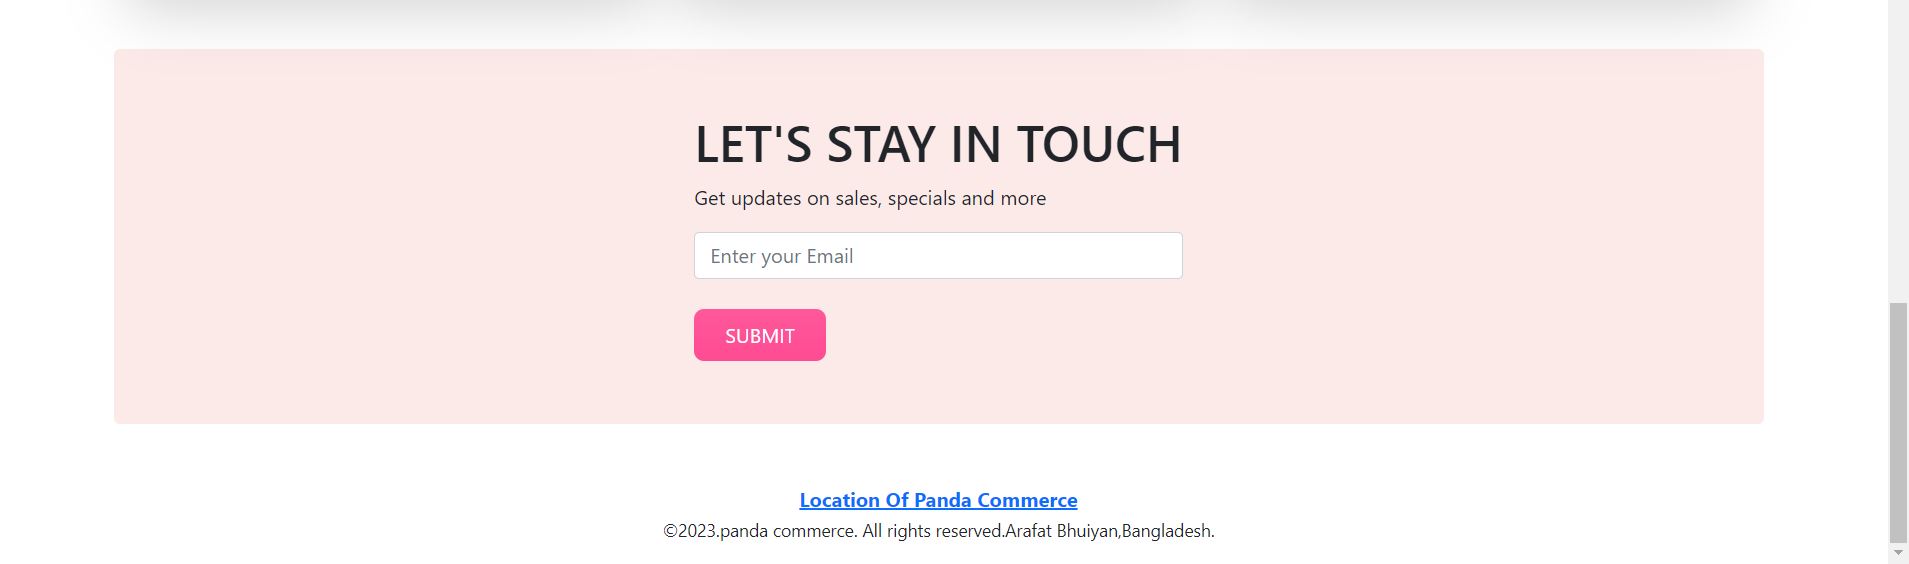 LET'S STAY IN TOUCH
Get updates on sales, specials and more
Enter your Email
SUBMIT
Location Of Panda Commerce
©2023.panda commerce. All rights reserved.Arafat Bhuiyan,Bangladesh.